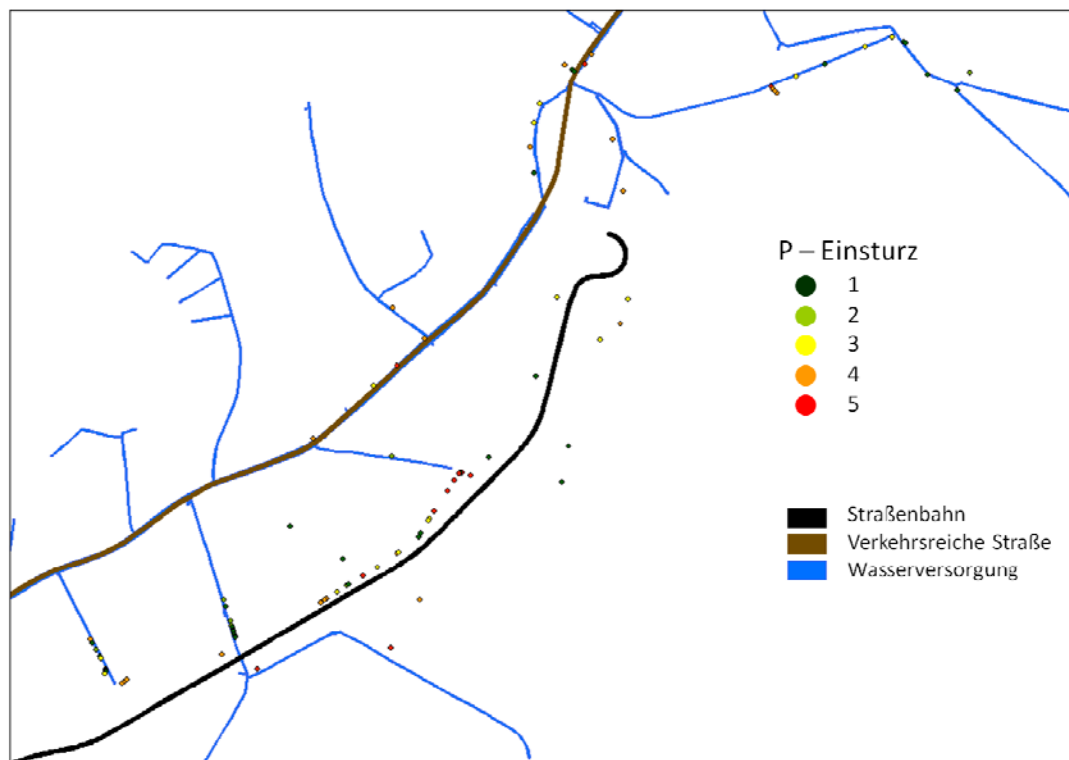 P – Einsturz
1
2
3
4
5
Straßenbahn
Verkehrsreiche Straße
Wasserversorgung